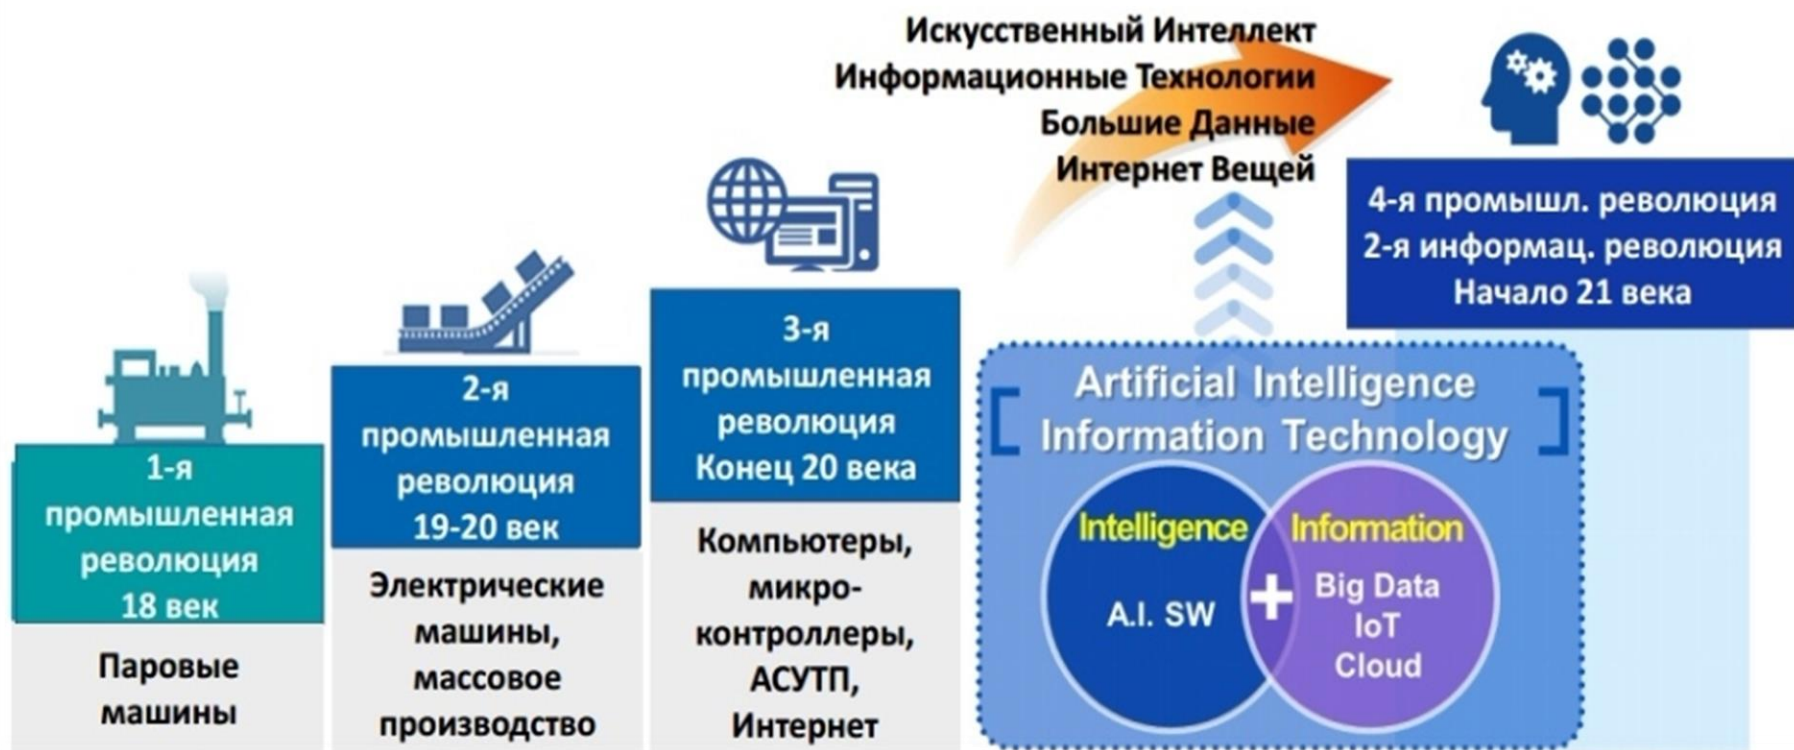 Искусственный Интеллект
Информационные Технологии
Большие Данные
Интернет Вещей
4-я промышл. революция
2-я информац. революция
Начало 21 века
3-я
промышленная
революция
Конец 20 века
Компьютеры,
микро-
контроллеры,
АСУТП,
Интернет
2-я
промышленная
революция
19-20 век
Электрические
машины,
массовое
производство
1-я
промышленная
революция
18 век
Паровые
машины
Artificial Intelligence
Information Technology
Intelligence
A.I. SW
+
Information
Big Data
IoT
Cloud